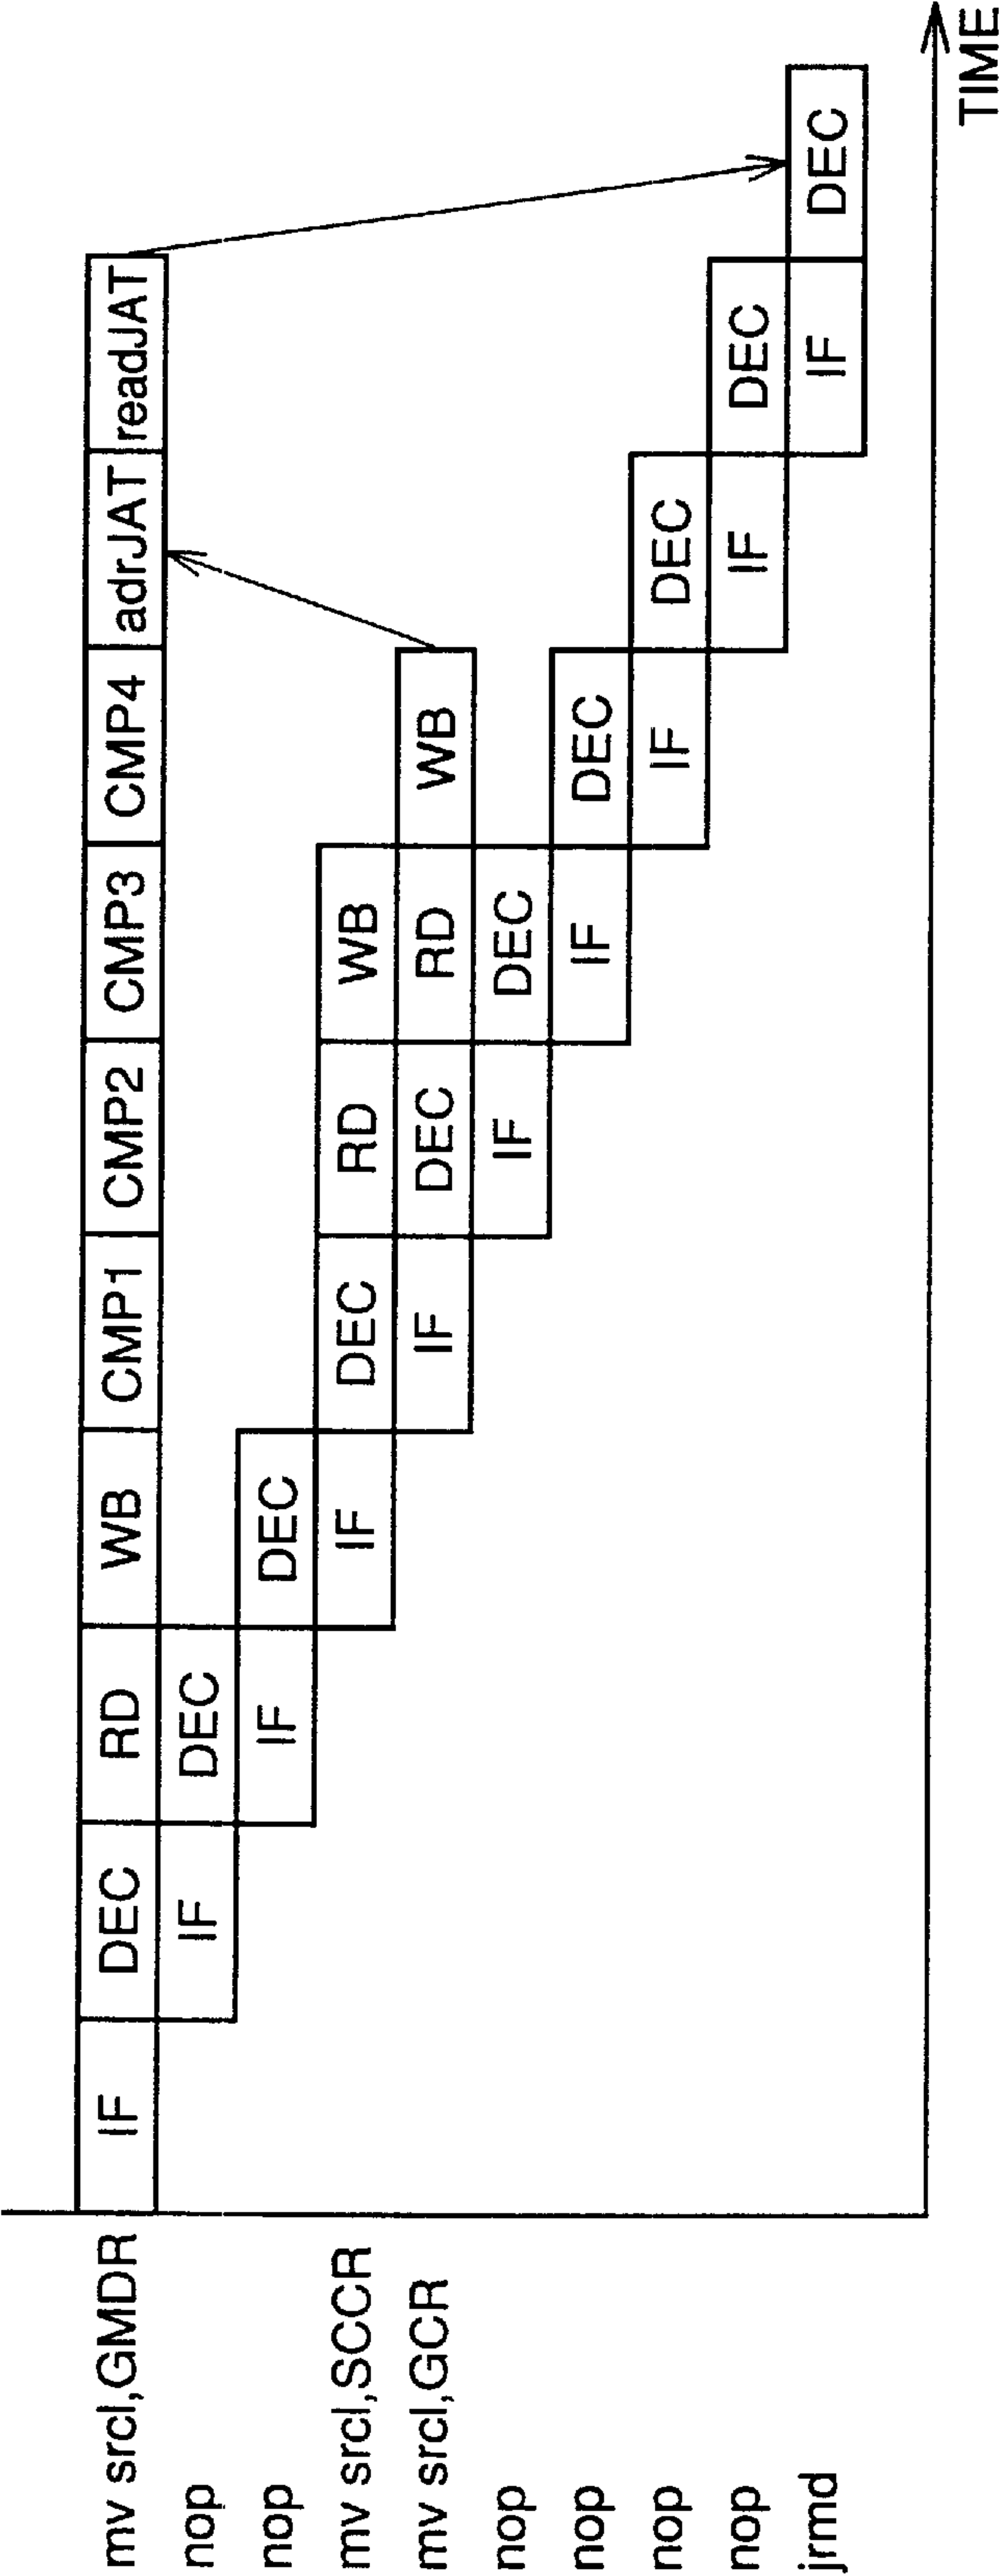 mv srcl,GMDR IF DEC RD WB CMP1 CMP2 CMP3 CMP4 adrJAT readJAT
nop IF DEC
nop IF DEC
mv srcl,SCCR IF DEC RD WB
mv srcl,GCR IF DEC RD WB
nop IF DEC
nop IF DEC
nop IF DEC
nop IF DEC
jrmd IF DEC
TIME